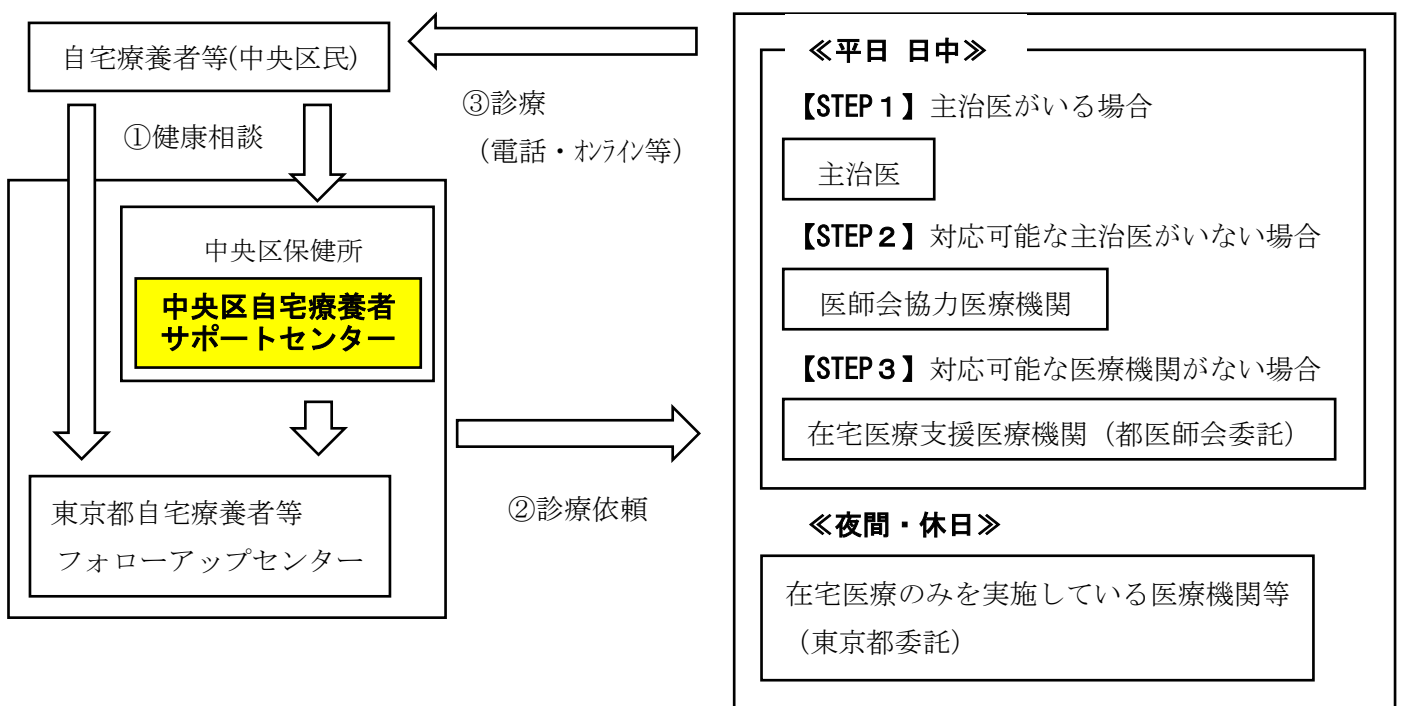 自宅療養者等(中央区民)
①健康相談
中央区保健所
中央区自宅療養者
サポートセンター
東京都自宅療養者等
フォローアップセンター
②診療依頼
③診療
（電話・ｵﾝﾗｲﾝ等）
≪平日 日中≫
【STEP１】主治医がいる場合
主治医
【STEP２】対応可能な主治医がいない場合
医師会協力医療機関
【STEP３】対応可能な医療機関がない場合
在宅医療支援医療機関（都医師会委託）
≪夜間・休日≫
在宅医療のみを実施している医療機関等
（東京都委託）